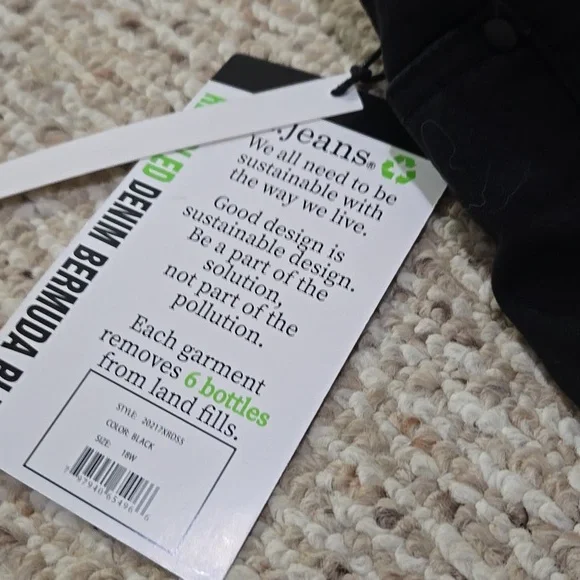 .jeans®
We all need to be
sustainable with
the way we live.
Good design is
sustainable design.
Be a part of the
solution,
not part of the
pollution.
Each garment
removes 6 bottles
from land fills.
STYLE: 20217XRDSS
COLOR: BLACK
SIZE: 18W
DENIM BERMUDA